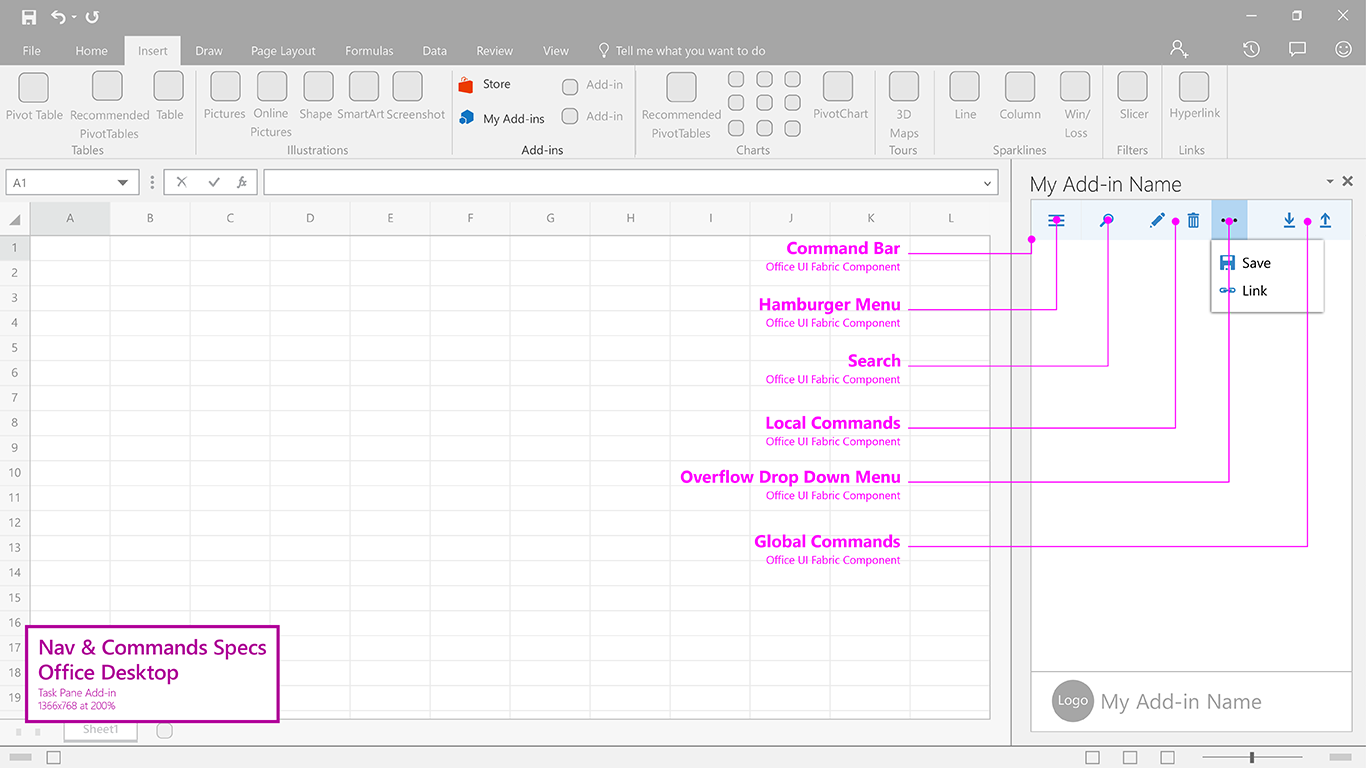 File Home Insert Draw Page Layout Formulas Data Review View Tell me what you want to do
Pivot Table Recommended PivotTables Table Pictures Online Pictures Shape SmartArt Screenshot Store Add-in Recommended PivotTables PivotChart 3D Maps Line Column Win/Loss Slicer Hyperlink
My Add-ins Add-in
Tables Illustrations Add-ins Charts Tours Sparklines Filters Links
A1 fx
My Add-in Name
A B C D E F G H I J K L
1
2
3
4
5
6
7
8
9
10
11
12
13
14
15
16
17
18
19
Command Bar
Office UI Fabric Component
Hamburger Menu
Office UI Fabric Component
Search
Office UI Fabric Component
Local Commands
Office UI Fabric Component
Overflow Drop Down Menu
Office UI Fabric Component
Global Commands
Office UI Fabric Component
Save
Link
Nav & Commands Specs
Office Desktop
Task Pane Add-in
1366x768 at 200%
Sheet1
Logo My Add-in Name